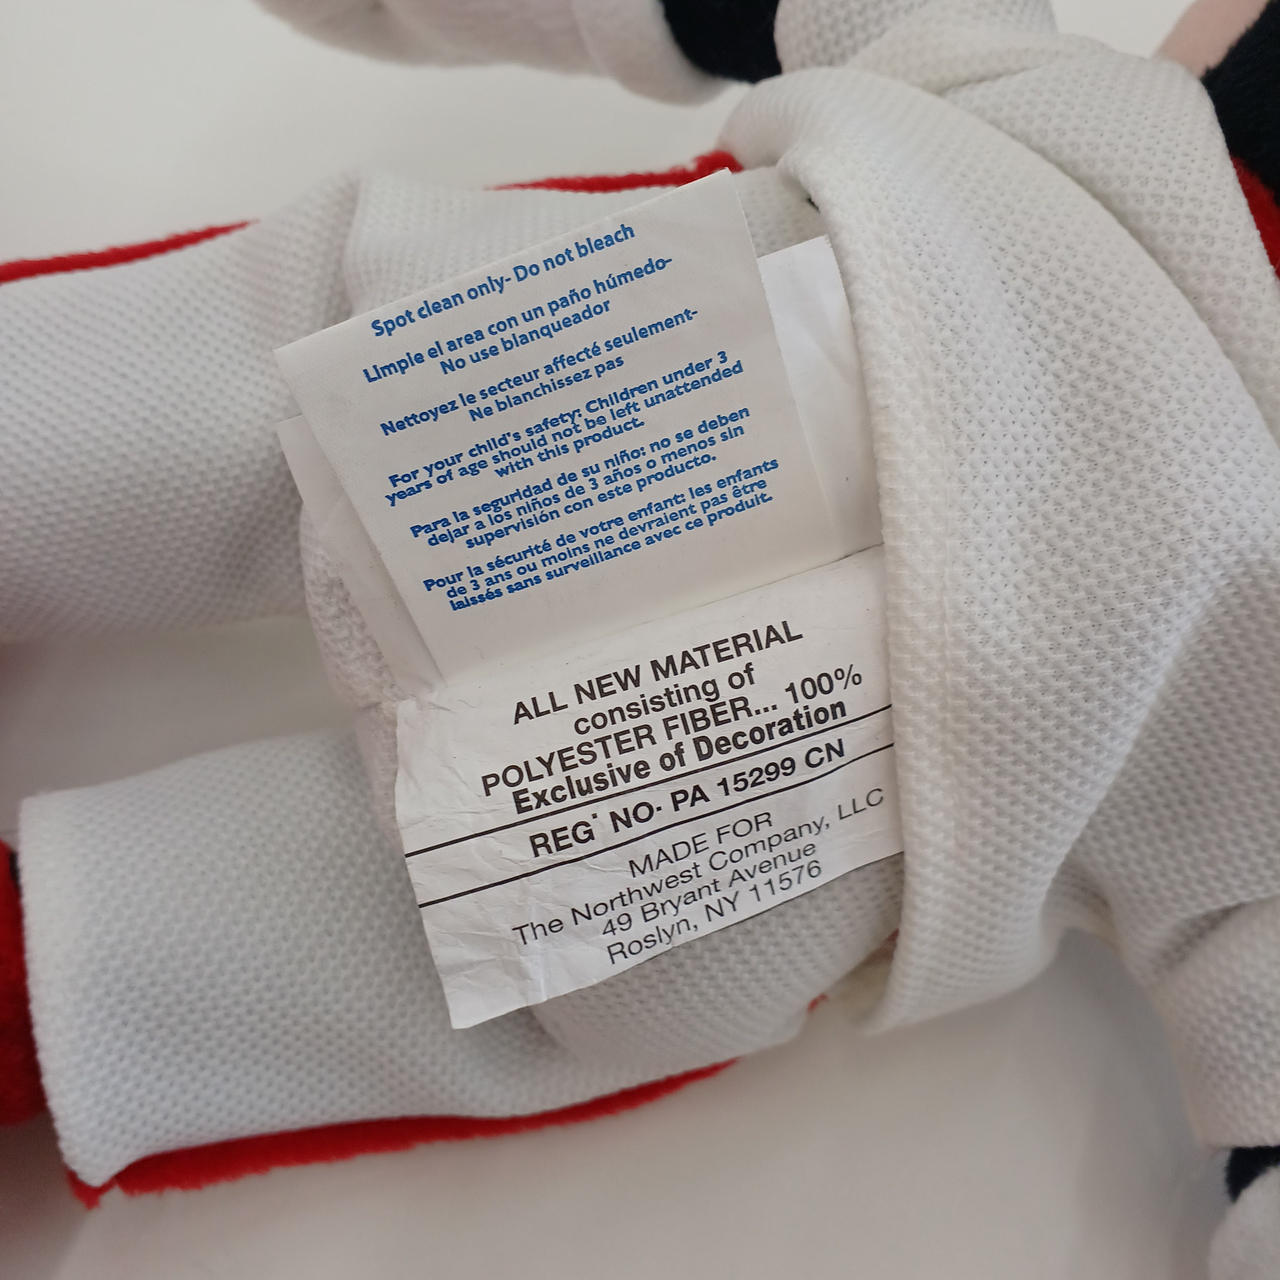 Spot clean only- Do not bleach
LImpie el area con un paño húmedo-
No use blanqueador
Nettoyez le secteur affecté seulement-
Ne blanchissez pas
For your child's safety: Children under 3
years of age should not be left unattended
with this product.
Para la seguridad de su niño: no se deben
dejar a los niños de 3 años o menos sin
supervisión con este producto.
Pour la sécurité de votre enfant: les enfants
de 3 ans ou moins ne devraient pas être
laissés sans surveillance avec ce produit.
ALL NEW MATERIAL
consisting of
POLYESTER FIBER... 100%
Exclusive of Decoration
REG· NO· PA 15299 CN
MADE FOR
The Northwest Company, LLC
49 Bryant Avenue
Roslyn, NY 11576